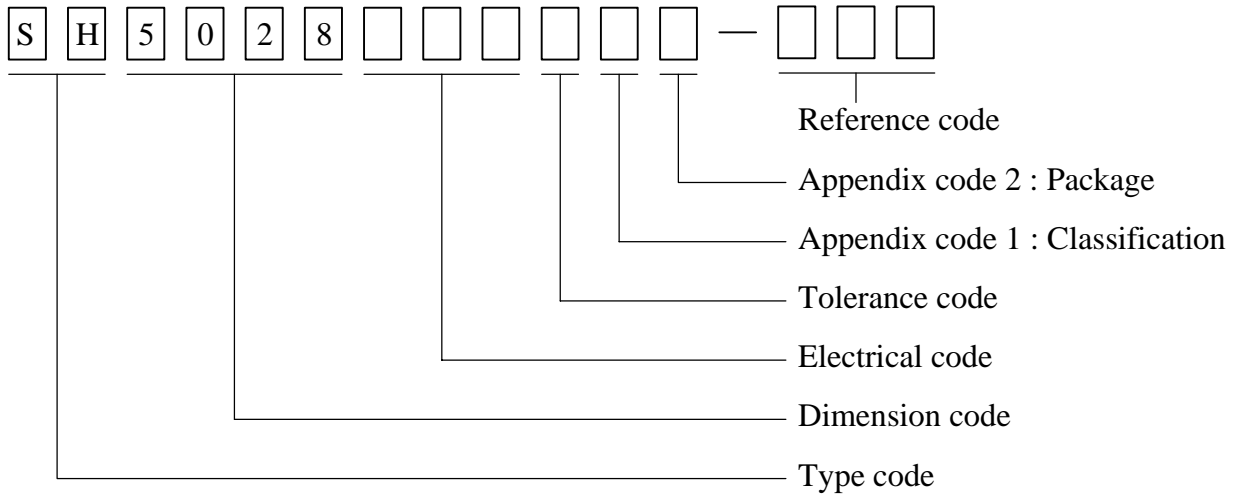 S H 5 0 2 8 —
Reference code
Appendix code 2 : Package
Appendix code 1 : Classification
Tolerance code
Electrical code
Dimension code
Type code